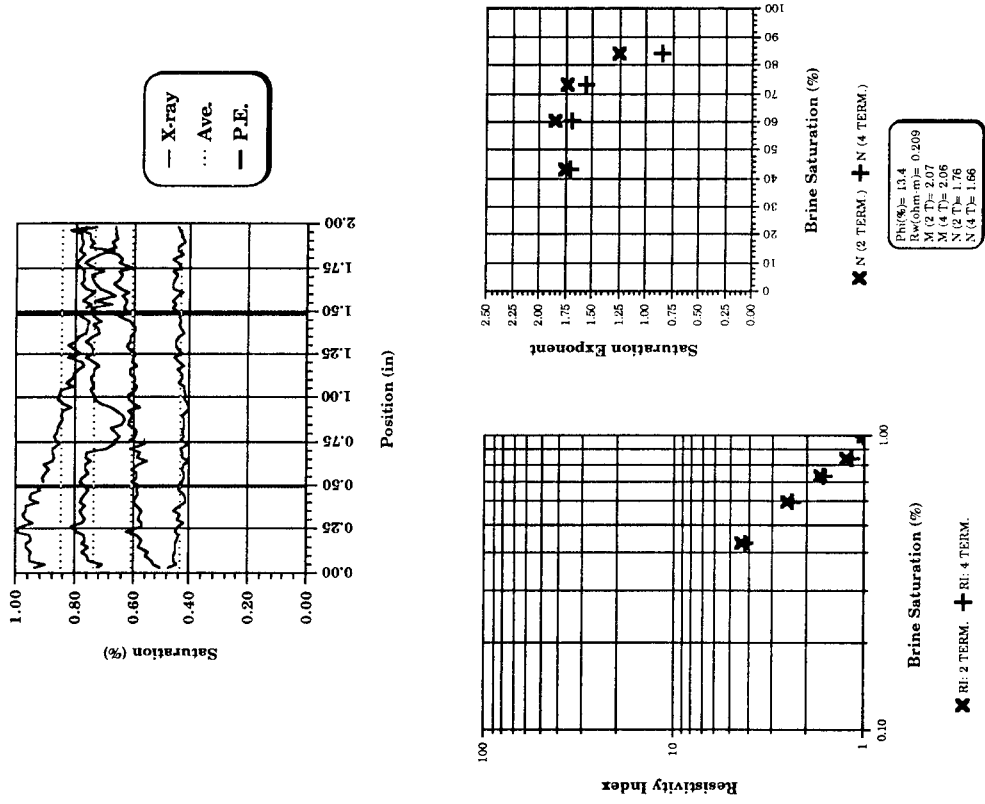 X-ray
Ave.
P.E.
1.00
0.80
0.60
0.40
0.20
0.00
Saturation (%)
0.00
0.25
0.50
0.75
1.00
1.25
1.50
1.75
2.00
Position (in)
2.50
2.25
2.00
1.75
1.50
1.25
1.00
0.75
0.50
0.25
0.00
Saturation Exponent
0
10
20
30
40
50
60
70
80
90
100
Brine Saturation (%)
N (2 TERM.)
N (4 TERM.)
Phi(%)= 13.4
Rw(ohm-m)= 0.209
M (2 T)= 2.07
M (4 T)= 2.06
N (2 T)= 1.76
N (4 T)= 1.66
100
10
1
Resistivity Index
0.10
1.00
Brine Saturation (%)
RI: 2 TERM.
RI: 4 TERM.